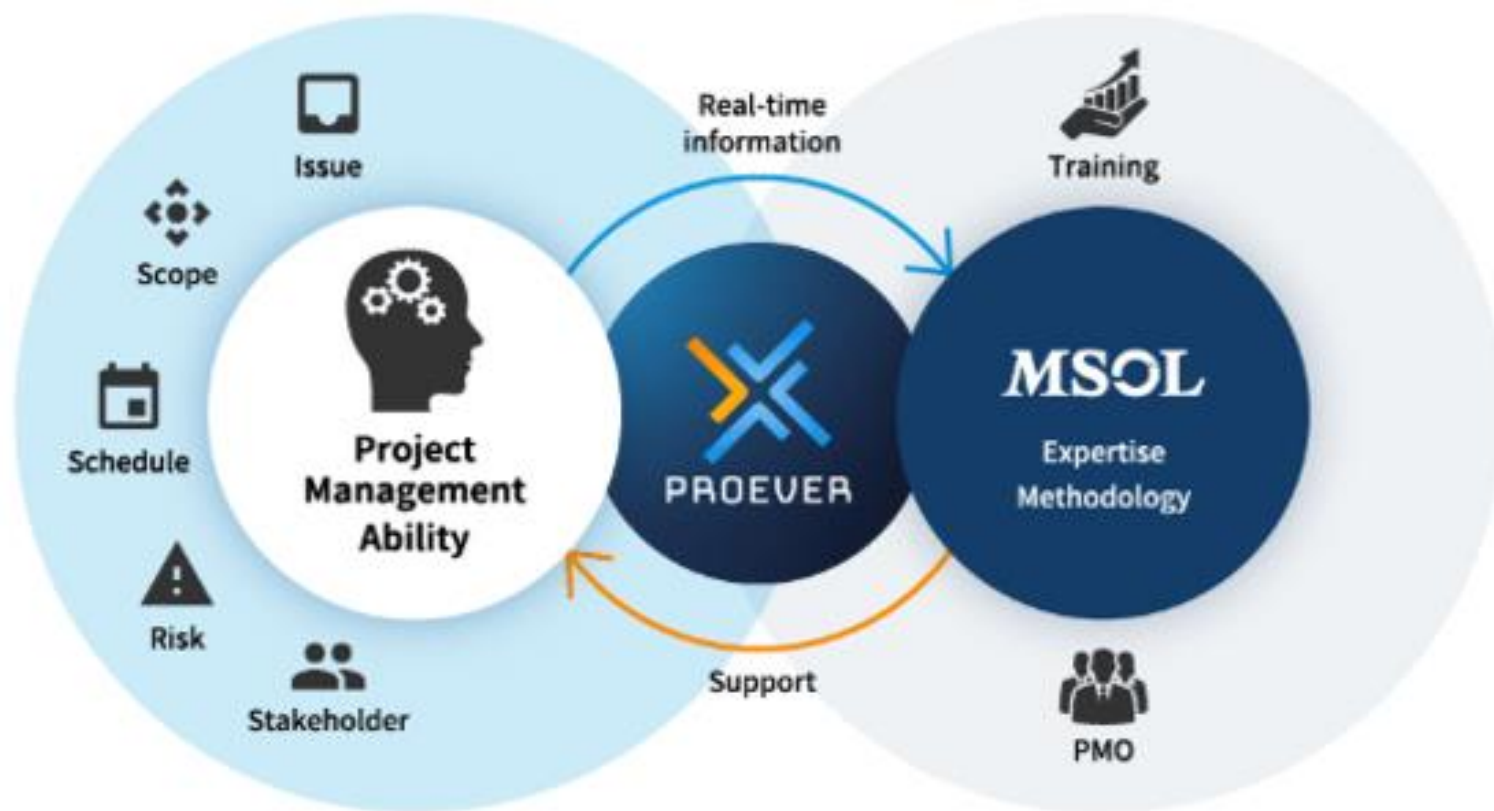 Real-time
information
Issue
Training
Scope
Schedule
Project
Management
Ability
PROEVER
MSOL
Expertise
Methodology
Risk
Stakeholder
Support
PMO